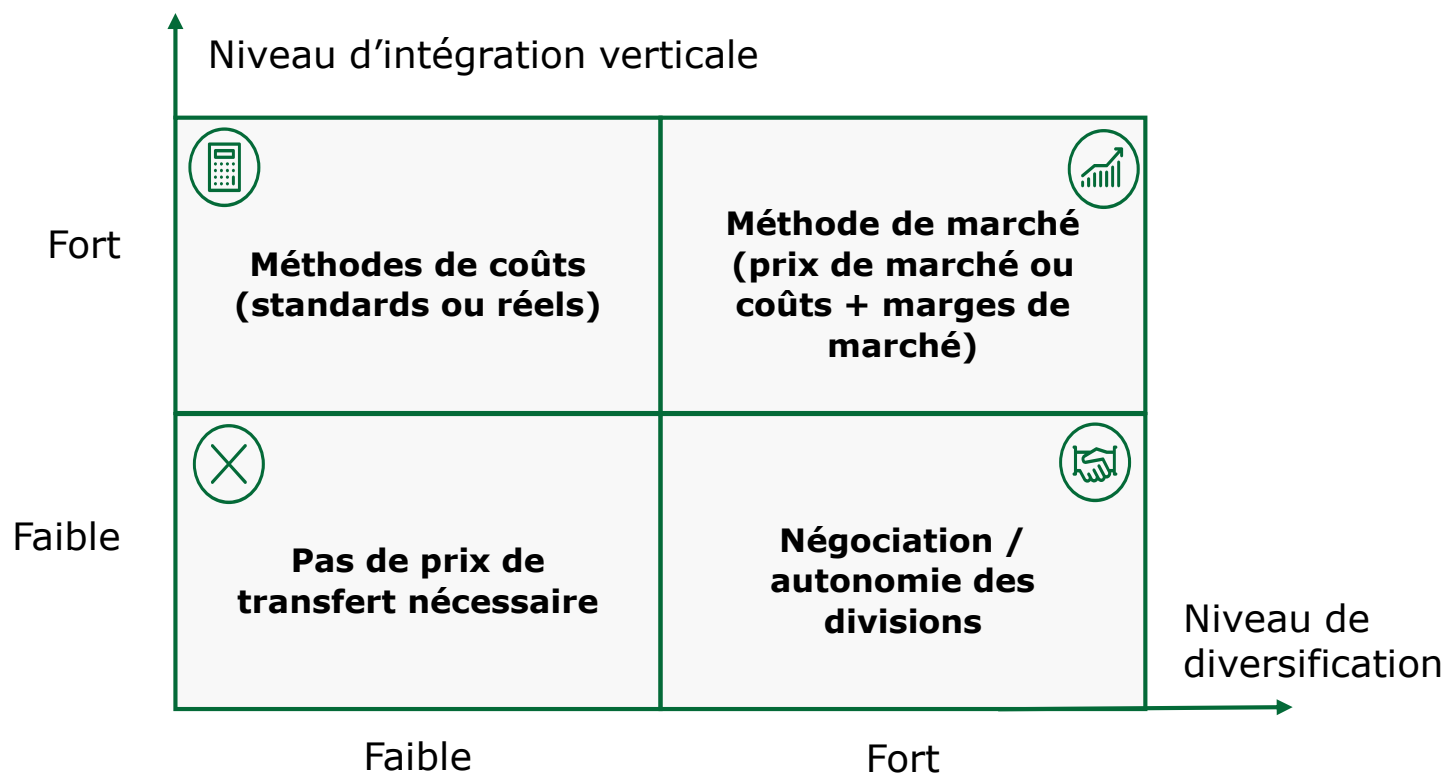 Niveau d’intégration verticale
Fort
Méthodes de coûts
(standards ou réels)
Méthode de marché
(prix de marché ou
coûts + marges de
marché)
Faible
Pas de prix de
transfert nécessaire
Négociation /
autonomie des
divisions
Niveau de
diversification
Faible
Fort